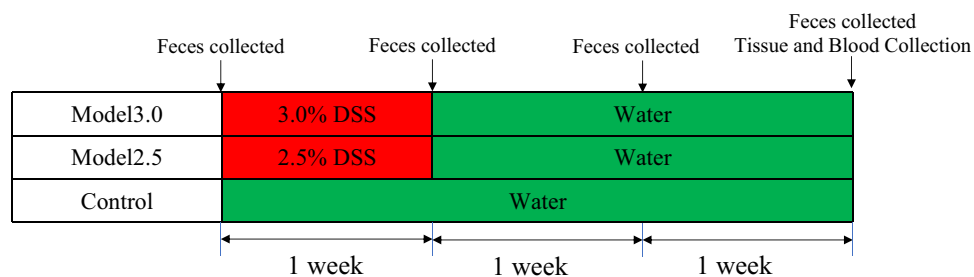 Feces collected
Feces collected
Feces collected
Feces collected
Tissue and Blood Collection
Model3.0
3.0% DSS
Water
Model2.5
2.5% DSS
Water
Control
Water
1 week
1 week
1 week